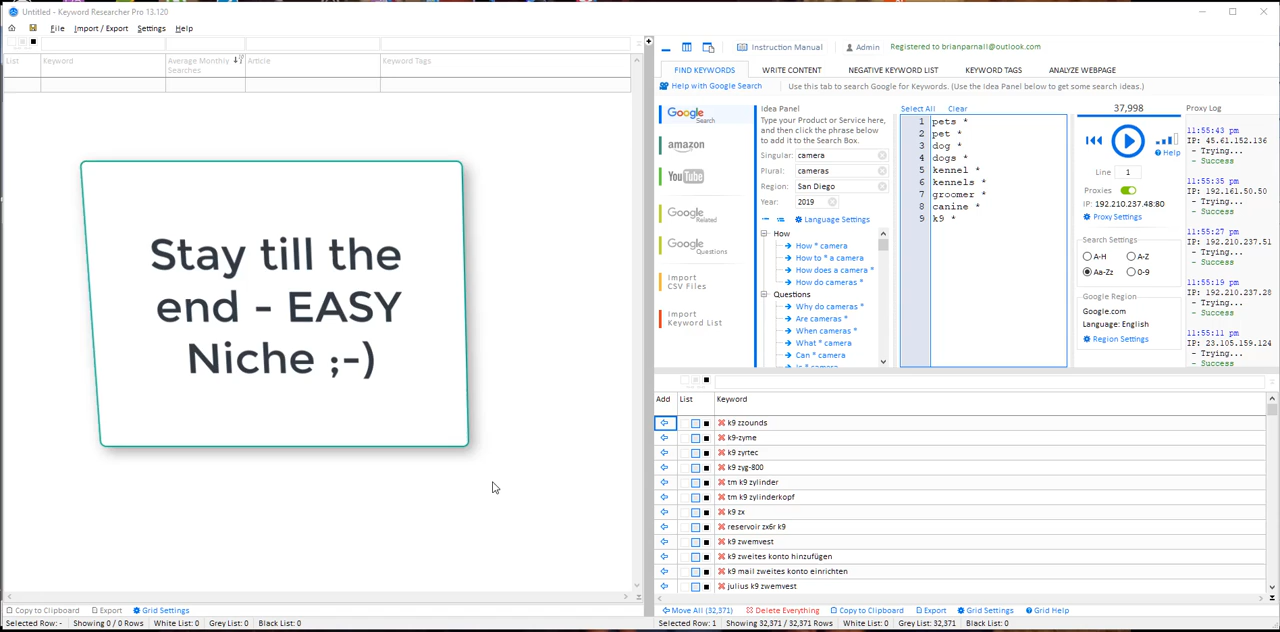 Untitled - Keyword Researcher Pro 13.120
File Import / Export Settings Help
List Keyword Average Monthly Searches Article Keyword Tags
Stay till the
end - EASY
Niche ;-)
Copy to Clipboard Export Grid Settings
Selected Row: - Showing 0 / 0 Rows White List: 0 Grey List: 0 Black List: 0
Instruction Manual Admin Registered to brianparnall@outlook.com
FIND KEYWORDS WRITE CONTENT NEGATIVE KEYWORD LIST KEYWORD TAGS ANALYZE WEBPAGE
Help with Google Search Use this tab to search Google for Keywords. (Use the Idea Panel below to get some search ideas.)
Google Search
amazon
YouTube
Google Related
Google Questions
Import
CSV Files
Import
Keyword List
Idea Panel
Type your Product or Service here,
and then click the phrase below
to add it to the Search Box.
Singular: camera
Plural: cameras
Region: San Diego
Year: 2019
Language Settings
How
How * camera
How to * a camera
How does a camera *
How do cameras *
Questions
Why do cameras *
Are cameras *
When cameras *
What * camera
Can * camera
Select All Clear
1 pets *
2 pet *
3 dog *
4 dogs *
5 kennel *
6 kennels *
7 groomer *
8 canine *
9 k9 *
37,998
Help
Line 1
Proxies
IP: 192.210.237.48:80
Proxy Settings
Search Settings
A-H A-Z
Aa-Zz 0-9
Google Region
Google.com
Language: English
Region Settings
Proxy Log
11:55:43 pm
IP: 45.61.152.136
- Trying...
- Success
11:55:35 pm
IP: 192.161.50.50
- Trying...
- Success
11:55:27 pm
IP: 192.210.237.51
- Trying...
- Success
11:55:19 pm
IP: 192.210.237.28
- Trying...
- Success
11:55:11 pm
IP: 23.105.159.124
- Trying...
- Success
Add List Keyword
k9 zzounds
k9-zyme
k9 zyrtec
k9 zyg-800
tm k9 zylinder
tm k9 zylinderkopf
k9 zx
reservoir zx6r k9
k9 zwemvest
k9 zweites konto hinzufügen
k9 mail zweites konto einrichten
julius k9 zwemvest
Move All (32,371) Delete Everything Copy to Clipboard Export Grid Settings Grid Help
Selected Row: 1 Showing 32,371 / 32,371 Rows White List: 0 Grey List: 32,371 Black List: 0